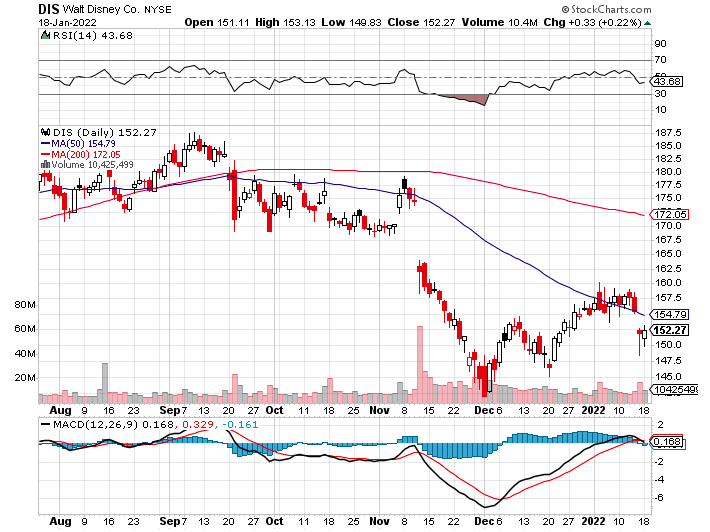 DIS Walt Disney Co. NYSE © StockCharts.com
18-Jan-2022 Open 151.11 High 153.13 Low 149.83 Close 152.27 Volume 10.4M Chg +0.33 (+0.22%)
RSI(14) 43.68
90
70
50
43.68
30
10
DIS (Daily) 152.27
MA(50) 154.79
MA(200) 172.05
Volume 10,425,499
187.5
185.0
182.5
180.0
177.5
175.0
172.05
170.0
167.5
165.0
162.5
160.0
157.5
154.79
152.27
150.0
147.5
145.0
10425499
80M
60M
40M
20M
Aug 9 16 23 Sep 7 13 20 27 Oct 11 18 25 Nov 8 15 22 Dec 6 13 20 27 2022 10 18
MACD(12,26,9) 0.168, 0.329, -0.161
2
0.168
-2
-4
-6
Aug 9 16 23 Sep 7 13 20 27 Oct 11 18 25 Nov 8 15 22 Dec 6 13 20 27 2022 10 18